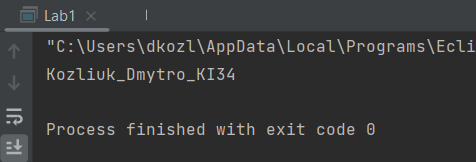 Lab1
"C:\Users\dkozl\AppData\Local\Programs\Ecli
Kozliuk_Dmytro_KI34
Process finished with exit code 0